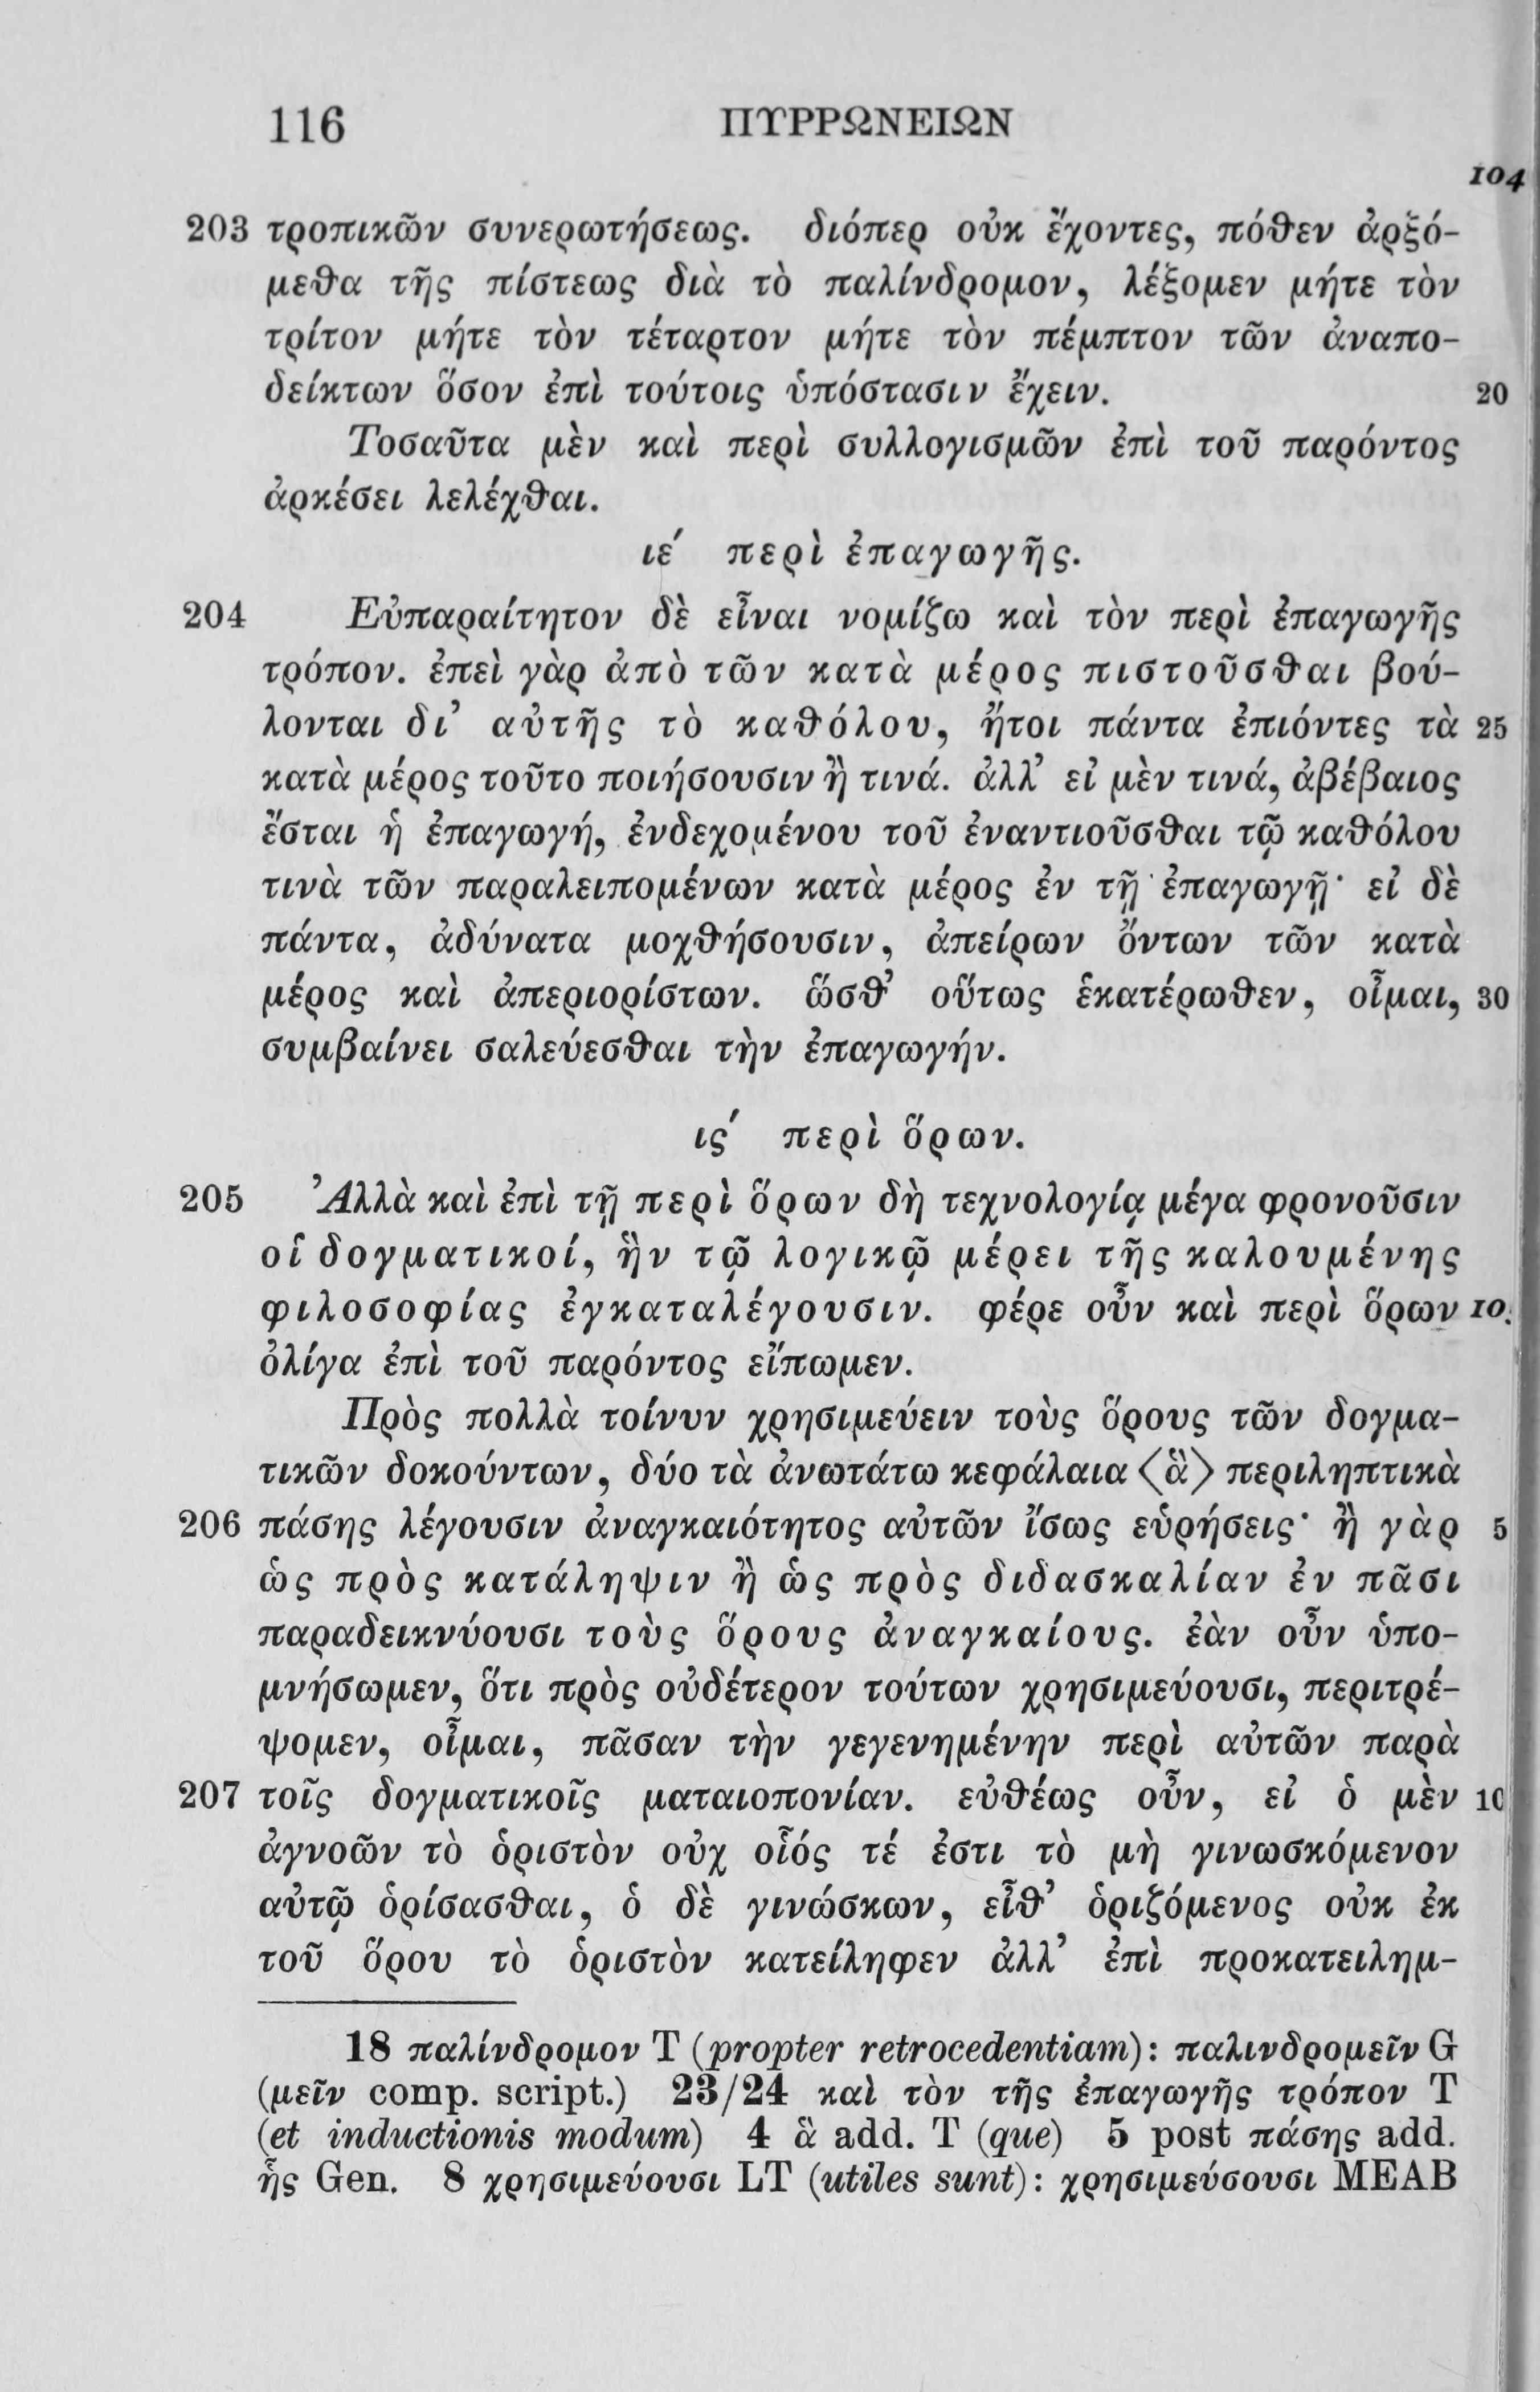 116 ΠΥΡΡΩΝΕΙΩΝ
104
203 τροπικῶν συνερωτήσεως. διόπερ οὐκ ἔχοντες, πόθεν ἀρξό-
μεθα τῆς πίστεως διὰ τὸ παλίνδρομον, λέξομεν μήτε τὸν
τρίτον μήτε τὸν τέταρτον μήτε τὸν πέμπτον τῶν ἀναπο-
δείκτων ὅσον ἐπὶ τούτοις ὑπόστασιν ἔχειν. 20
Τοσαῦτα μὲν καὶ περὶ συλλογισμῶν ἐπὶ τοῦ παρόντος
ἀρκέσει λελέχθαι.
ιε´ περὶ ἐπαγωγῆς.
204 Εὐπαραίτητον δὲ εἶναι νομίζω καὶ τὸν περὶ ἐπαγωγῆς
τρόπον. ἐπεὶ γὰρ ἀπὸ τῶν κατὰ μέρος πιστοῦσθαι βού-
λονται δι’ αὐτῆς τὸ καθόλου, ἤτοι πάντα ἐπιόντες τὰ 25
κατὰ μέρος τοῦτο ποιήσουσιν ἢ τινά. ἀλλ’ εἰ μὲν τινά, ἀβέβαιος
ἔσται ἡ ἐπαγωγή, ἐνδεχομένου τοῦ ἐναντιοῦσθαι τῷ καθόλου
τινὰ τῶν παραλειπομένων κατὰ μέρος ἐν τῇ ἐπαγωγῇ· εἰ δὲ
πάντα, ἀδύνατα μοχθήσουσιν, ἀπείρων ὄντων τῶν κατὰ
μέρος καὶ ἀπεριορίστων. ὥσθ’ οὕτως ἑκατέρωθεν, οἶμαι, 30
συμβαίνει σαλεύεσθαι τὴν ἐπαγωγήν.
ις´ περὶ ὅρων.
205 Ἀλλὰ καὶ ἐπὶ τῇ περὶ ὅρων δὴ τεχνολογίᾳ μέγα φρονοῦσιν
οἱ δογματικοί, ἣν τῷ λογικῷ μέρει τῆς καλουμένης
φιλοσοφίας ἐγκαταλέγουσιν. φέρε οὖν καὶ περὶ ὅρων 10.
ὀλίγα ἐπὶ τοῦ παρόντος εἴπωμεν.
Πρὸς πολλὰ τοίνυν χρησιμεύειν τοὺς ὅρους τῶν δογμα-
τικῶν δοκούντων, δύο τὰ ἀνωτάτω κεφάλαια ⟨ἃ⟩ περιληπτικὰ
206 πάσης λέγουσιν ἀναγκαιότητος αὐτῶν ἴσως εὑρήσεις· ἢ γὰρ 5
ὡς πρὸς κατάληψιν ἢ ὡς πρὸς διδασκαλίαν ἐν πᾶσι
παραδεικνύουσι τοὺς ὅρους ἀναγκαίους. ἐὰν οὖν ὑπο-
μνήσωμεν, ὅτι πρὸς οὐδέτερον τούτων χρησιμεύουσι, περιτρέ-
ψομεν, οἶμαι, πᾶσαν τὴν γεγενημένην περὶ αὐτῶν παρὰ
207 τοῖς δογματικοῖς ματαιοπονίαν. εὐθέως οὖν, εἰ ὁ μὲν 10
ἀγνοῶν τὸ ὁριστὸν οὐχ οἷός τέ ἐστι τὸ μὴ γινωσκόμενον
αὐτῷ ὁρίσασθαι, ὁ δὲ γινώσκων, εἶθ’ ὁριζόμενος οὐκ ἐκ
τοῦ ὅρου τὸ ὁριστὸν κατείληφεν ἀλλ’ ἐπὶ προκατειλημ-
18 παλίνδρομον T (propter retrocedentiam): παλινδρομεῖν G
(μεῖν comp. script.) 23/24 καὶ τὸν τῆς ἐπαγωγῆς τρόπον T
(et inductionis modum) 4 ἃ add. T (que) 5 post πάσης add.
ἧς Gen. 8 χρησιμεύουσι LT (utiles sunt): χρησιμεύσουσι MEAB